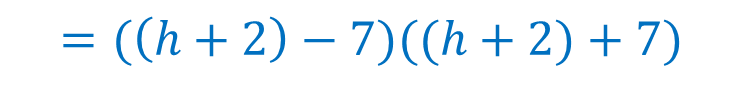 = ((h + 2) − 7)((h + 2) + 7)